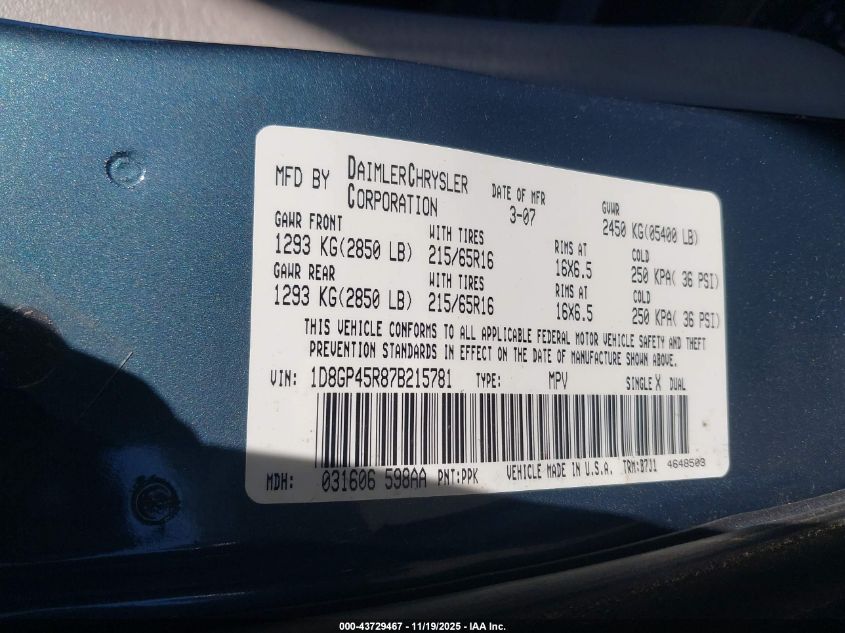 MFD BY DAIMLERCHRYSLER CORPORATION DATE OF MFR 3-07 GVWR 2450 KG(05400 LB)
GAWR FRONT WITH TIRES RIMS AT COLD
1293 KG(2850 LB) 215/65R16 16X6.5 250 KPA( 36 PSI)
GAWR REAR WITH TIRES RIMS AT COLD
1293 KG(2850 LB) 215/65R16 16X6.5 250 KPA( 36 PSI)
THIS VEHICLE CONFORMS TO ALL APPLICABLE FEDERAL MOTOR VEHICLE SAFETY AND THEFT
PREVENTION STANDARDS IN EFFECT ON THE DATE OF MANUFACTURE SHOWN ABOVE.
VIN: 1D8GP45R87B215781 TYPE: MPV SINGLE X DUAL
MDH: 031606 598AA PNT:PPK VEHICLE MADE IN U.S.A. TRM:B7J1 4648503
000-43729467 - 11/19/2025 - IAA Inc.